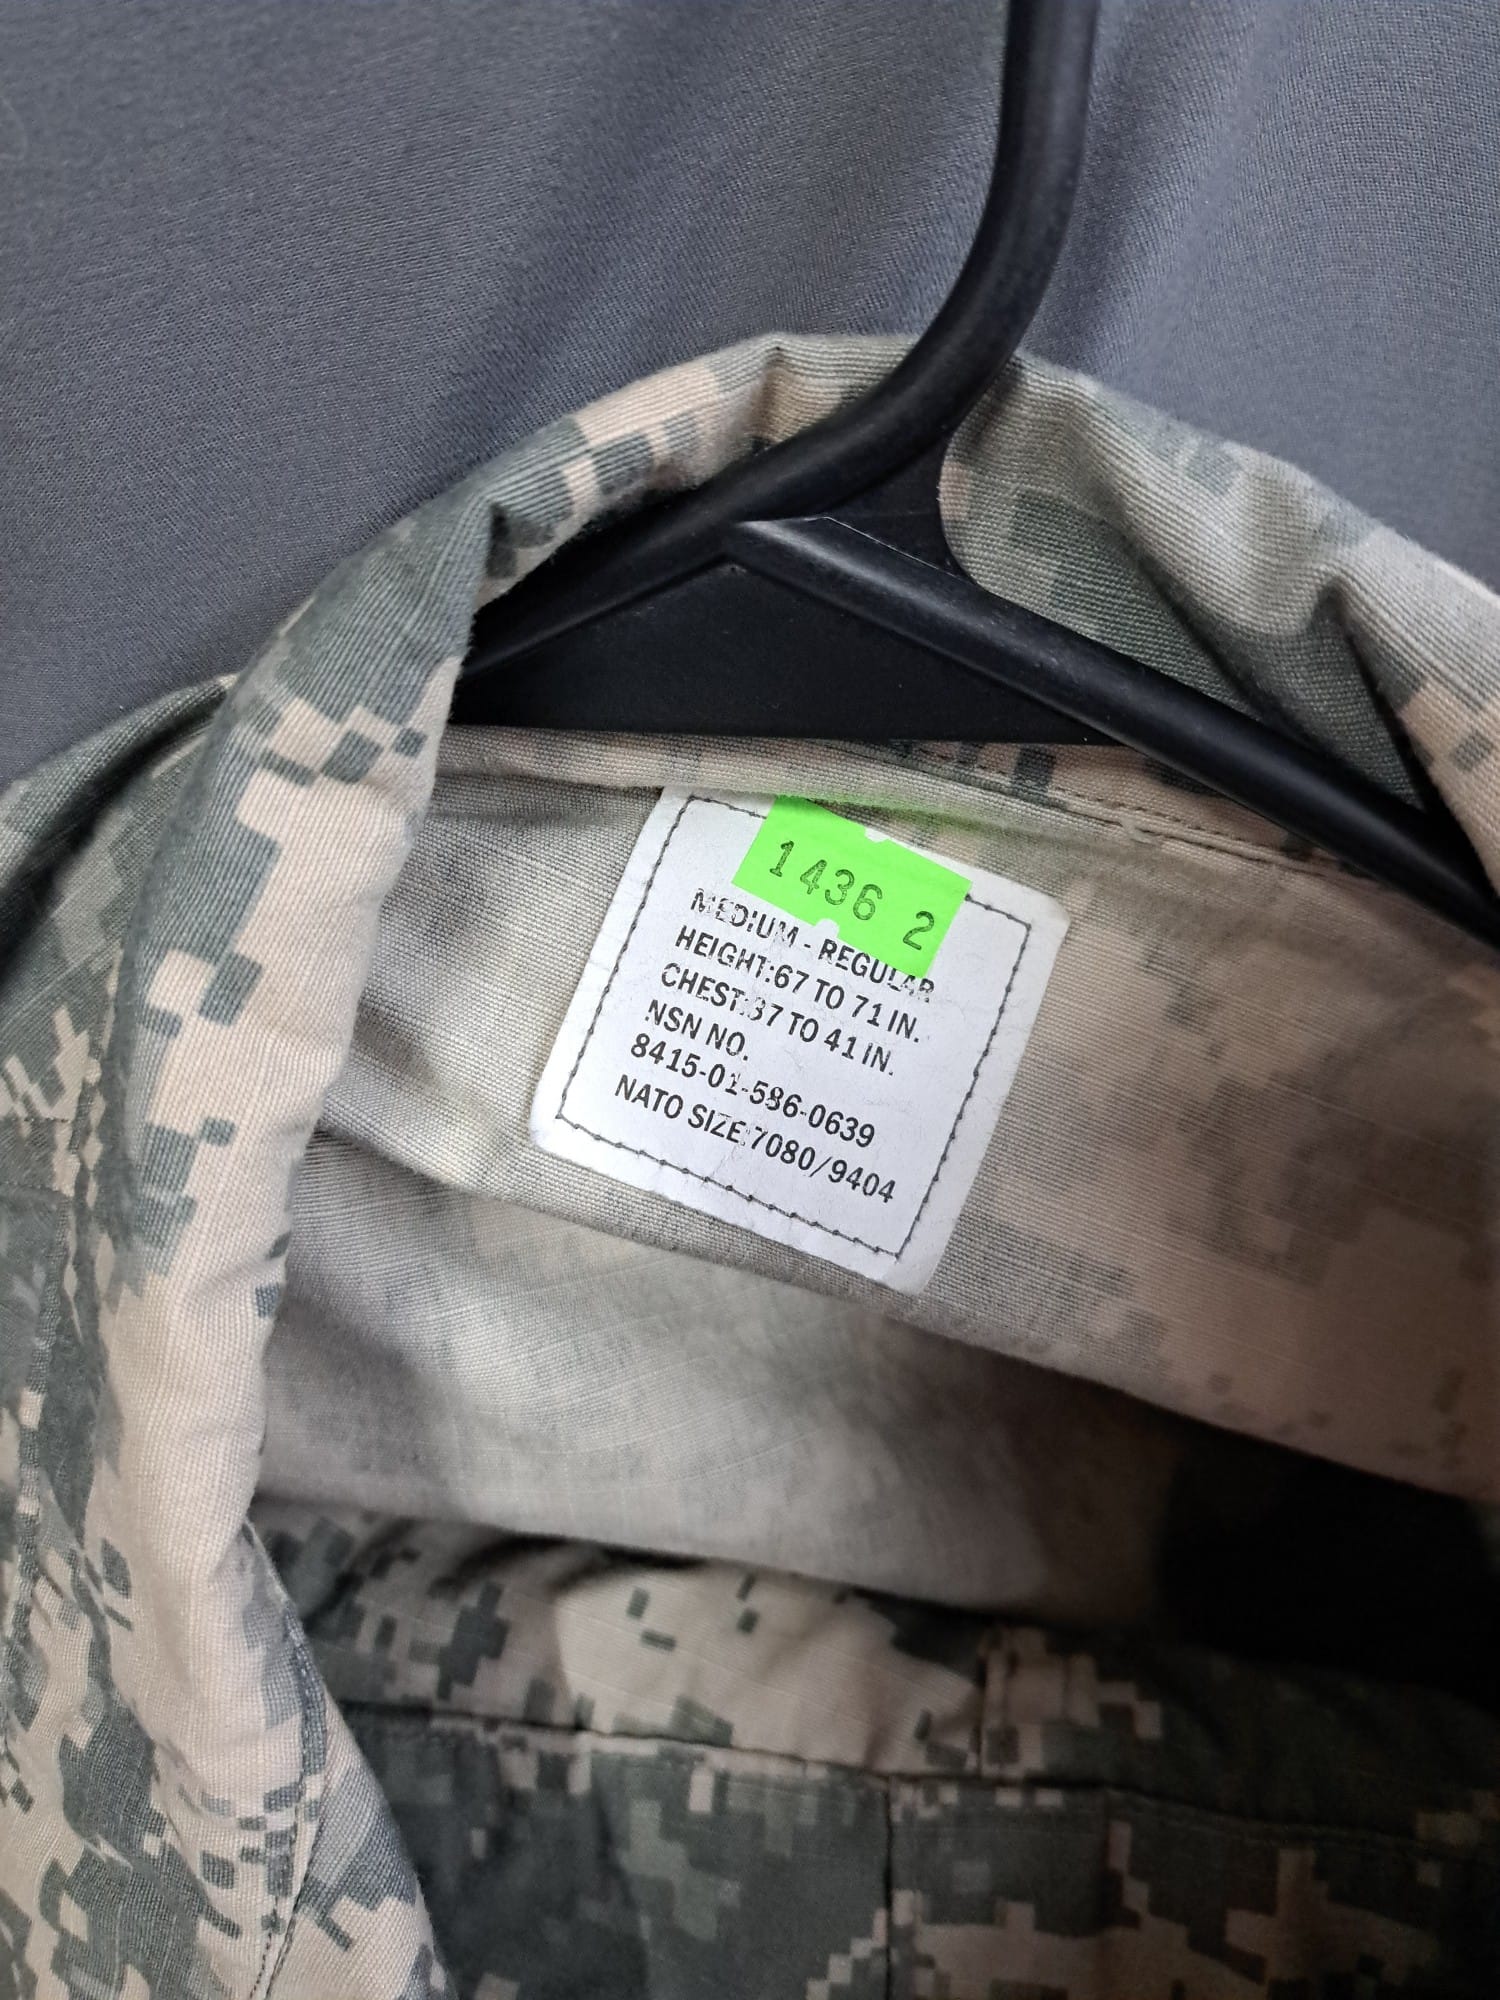 1436 2
MEDIUM - REGULAR
HEIGHT:67 TO 71 IN.
CHEST:37 TO 41 IN.
NSN NO.
8415-01-586-0639
NATO SIZE:7080/9404